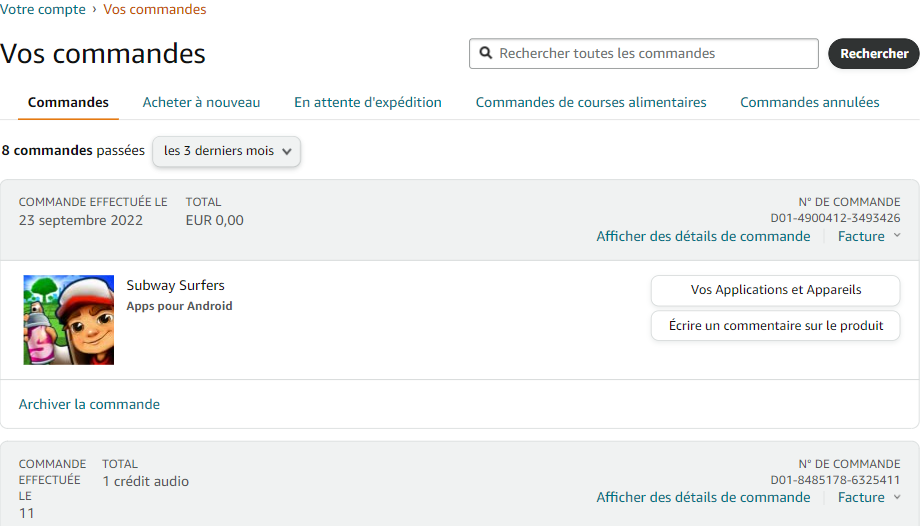 Votre compte › Vos commandes
Vos commandes
Rechercher toutes les commandes
Rechercher
Commandes
Acheter à nouveau
En attente d'expédition
Commandes de courses alimentaires
Commandes annulées
8 commandes passées
les 3 derniers mois
COMMANDE EFFECTUÉE LE
23 septembre 2022
TOTAL
EUR 0,00
N° DE COMMANDE
D01-4900412-3493426
Afficher des détails de commande
Facture
Subway Surfers
Apps pour Android
Vos Applications et Appareils
Écrire un commentaire sur le produit
Archiver la commande
COMMANDE
EFFECTUÉE
LE
11
TOTAL
1 crédit audio
N° DE COMMANDE
D01-8485178-6325411
Afficher des détails de commande
Facture